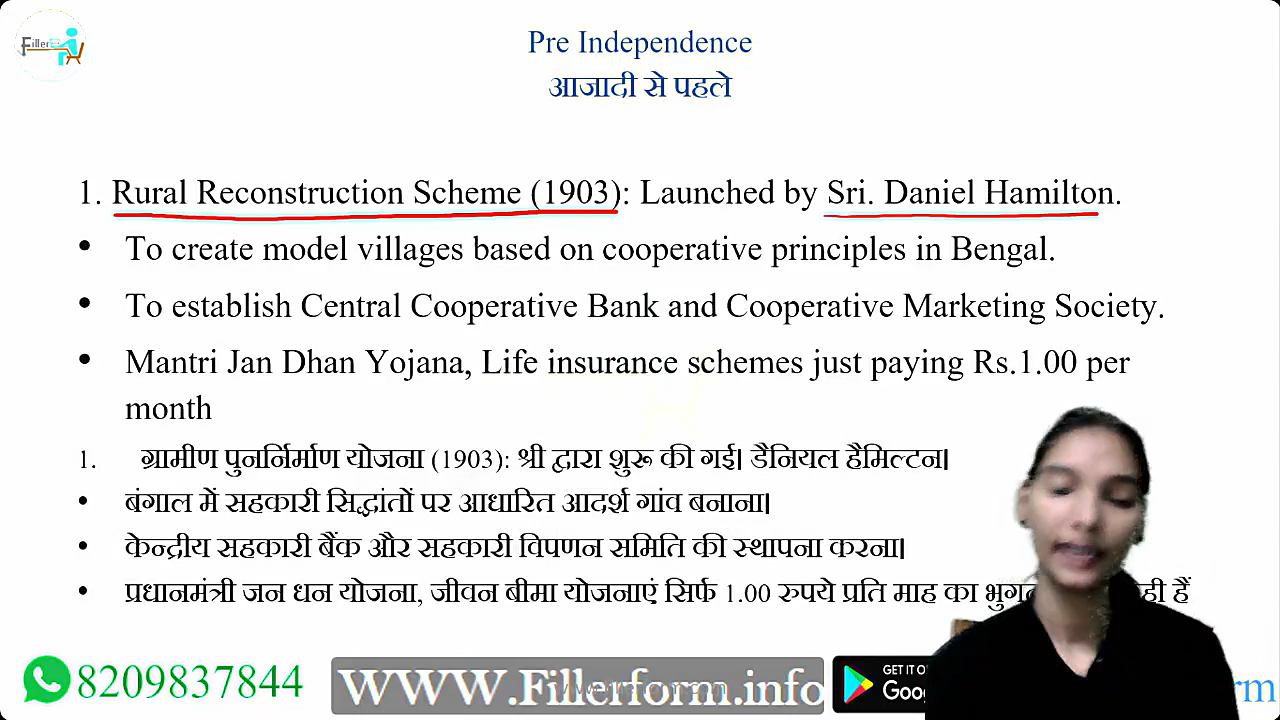 Filler
Pre Independence
आजादी से पहले
1. Rural Reconstruction Scheme (1903): Launched by Sri. Daniel Hamilton.
• To create model villages based on cooperative principles in Bengal.
• To establish Central Cooperative Bank and Cooperative Marketing Society.
• Mantri Jan Dhan Yojana, Life insurance schemes just paying Rs.1.00 per
month
1. ग्रामीण पुनर्निर्माण योजना (1903): श्री द्वारा शुरू की गई। डैनियल हैमिल्टन।
• बंगाल में सहकारी सिद्धांतों पर आधारित आदर्श गांव बनाना।
• केन्द्रीय सहकारी बैंक और सहकारी विपणन समिति की स्थापना करना।
• प्रधानमंत्री जन धन योजना, जीवन बीमा योजनाएं सिर्फ 1.00 रुपये प्रति माह का हैं
8209837844
www.Fillerform.info
GET IT